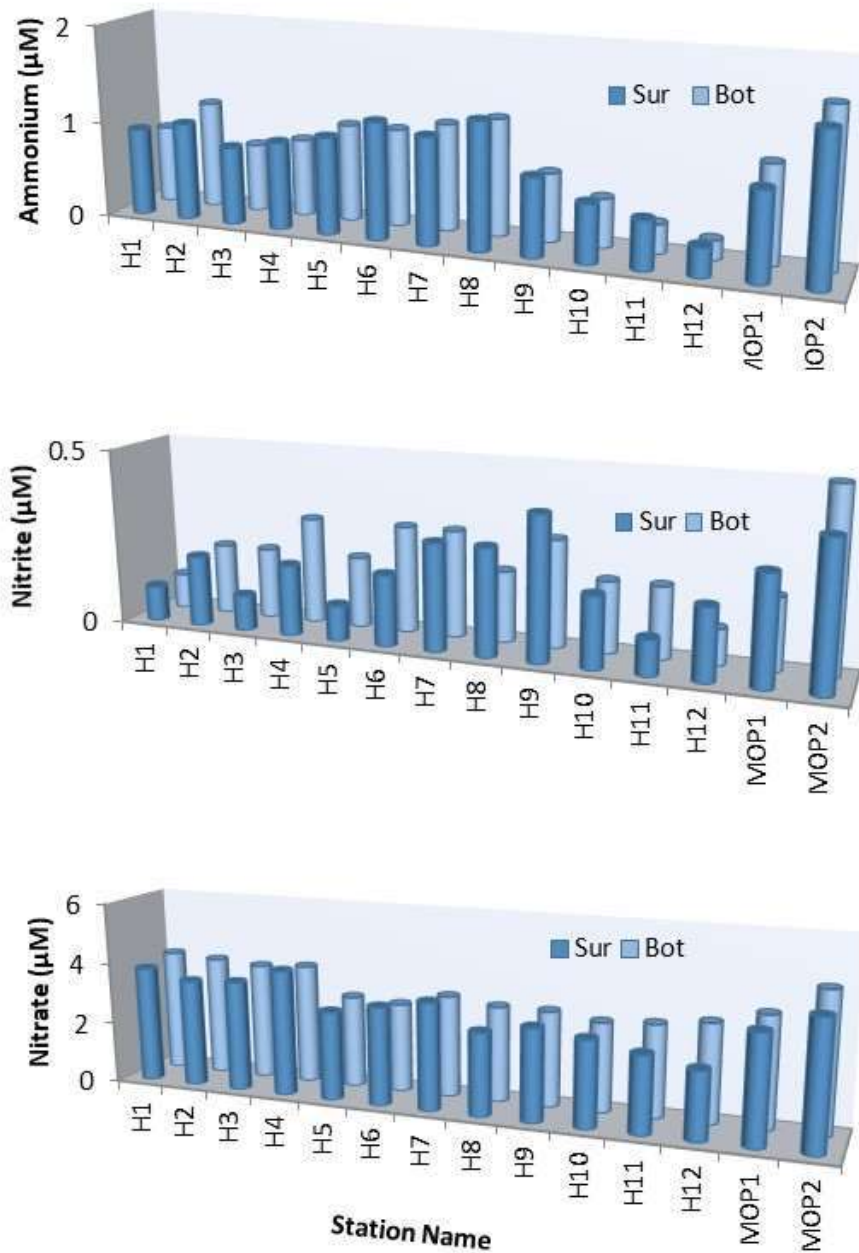 Ammonium (µM)
2
1
0
Sur Bot
H1 H2 H3 H4 H5 H6 H7 H8 H9 H10 H11 H12 ΛOP1 IOP2
Nitrite (µM)
0.5
0
Sur Bot
H1 H2 H3 H4 H5 H6 H7 H8 H9 H10 H11 H12 MOP1 MOP2
Nitrate (µM)
6
4
2
0
Sur Bot
H1 H2 H3 H4 H5 H6 H7 H8 H9 H10 H11 H12 MOP1 MOP2
Station Name